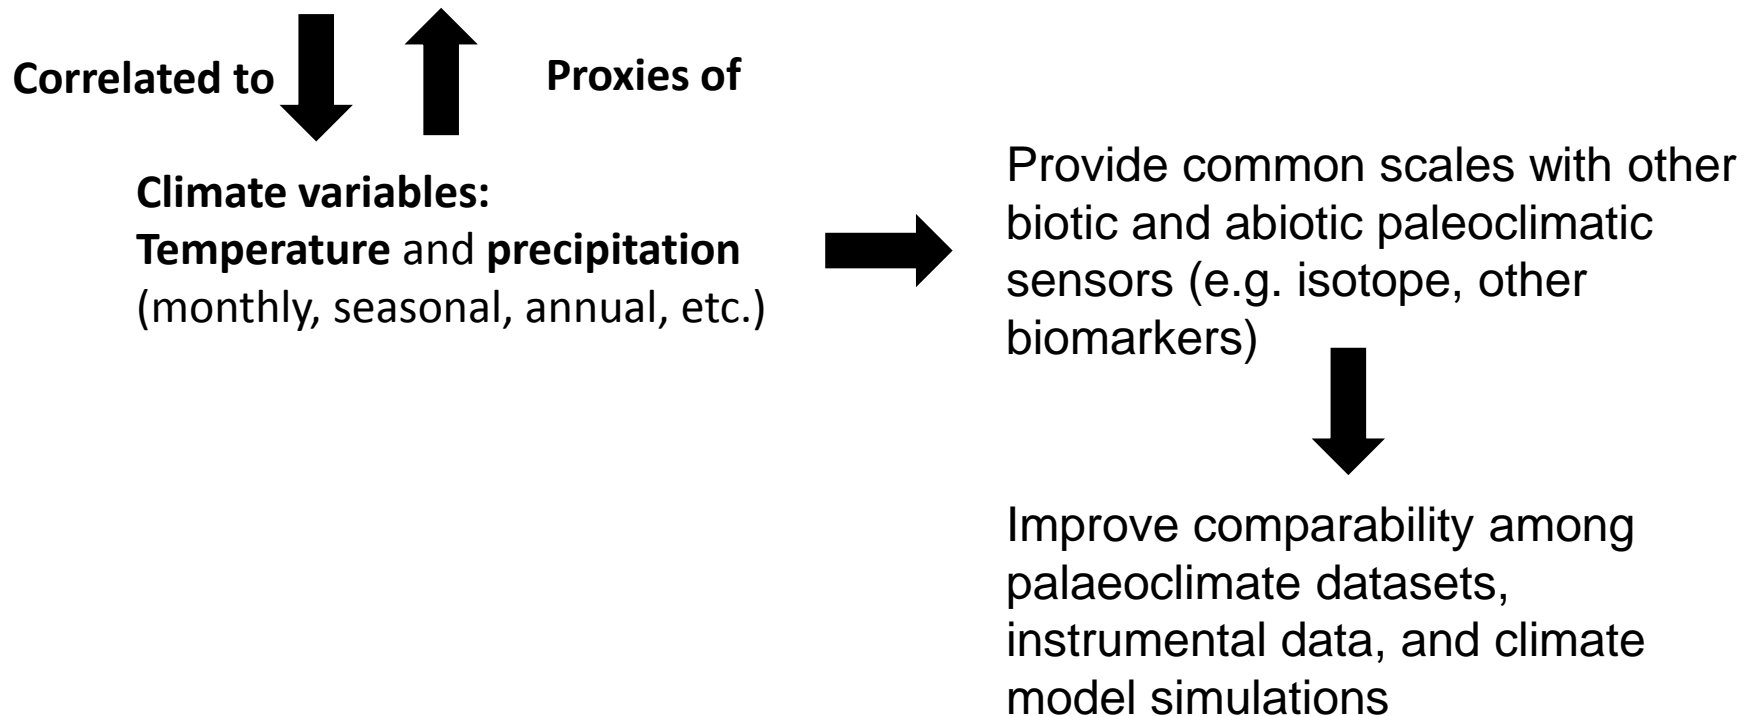 Correlated to
Proxies of
Climate variables:
Temperature and precipitation
(monthly, seasonal, annual, etc.)
Provide common scales with other
biotic and abiotic paleoclimatic
sensors (e.g. isotope, other
biomarkers)
Improve comparability among
palaeoclimate datasets,
instrumental data, and climate
model simulations